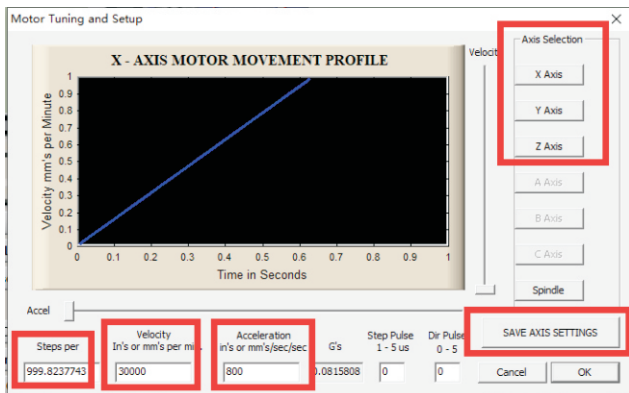 Motor Tuning and Setup
X - AXIS MOTOR MOVEMENT PROFILE
Velocity mm's per Minute
1
0.9
0.8
0.7
0.6
0.5
0.4
0.3
0.2
0.1
0
0 0.1 0.2 0.3 0.4 0.5 0.6 0.7 0.8 0.9 1
Time in Seconds
Velocit
Axis Selection
X Axis
Y Axis
Z Axis
A Axis
B Axis
C Axis
Spindle
Accel
SAVE AXIS SETTINGS
Steps per
999.8237743
Velocity
In's or mm's per mi
30000
Acceleration
in's or mm's/sec/sec
800
G's
0.0815808
Step Pulse
1 - 5 us
0
Dir Pulse
0 - 5
0
Cancel
OK